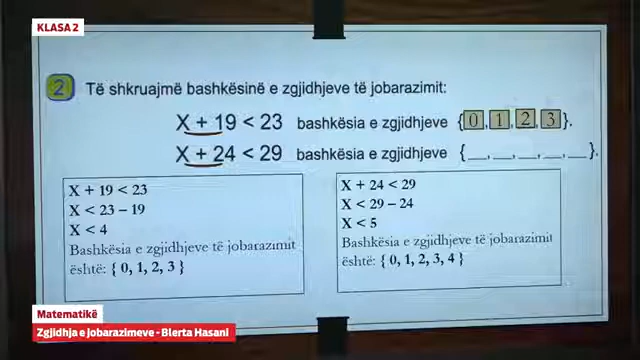 KLASA 2
2 Të shkruajmë bashkësinë e zgjidhjeve të jobarazimit:
X + 19 < 23 bashkësia e zgjidhjeve {0, 1, 2, 3}.
X + 24 < 29 bashkësia e zgjidhjeve {__,__,__,__,__}.
X + 19 < 23
X < 23 – 19
X < 4
Bashkësia e zgjidhjeve të jobarazimit
është: { 0, 1, 2, 3 }
X + 24 < 29
X < 29 – 24
X < 5
Bashkësia e zgjidhjeve të jobarazimit
është: { 0, 1, 2, 3, 4 }
Matematikë
Zgjidhja e Jobarazimeve - Blerta Hasani